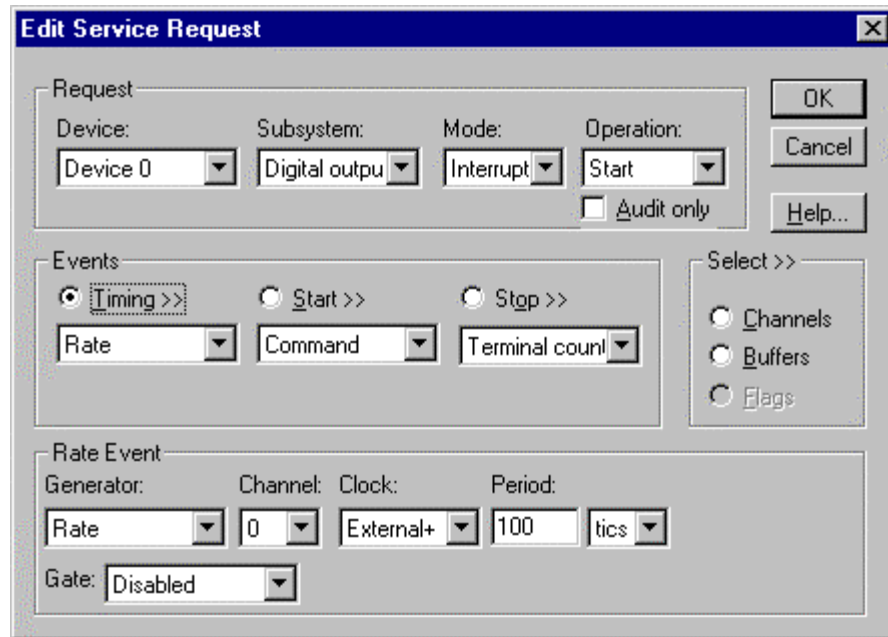 Edit Service Request
Request
Device: Subsystem: Mode: Operation:
Device 0 Digital outpu Interrupt Start
Audit only
OK
Cancel
Help...
Events
Timing >> Start >> Stop >>
Rate Command Terminal count
Select >>
Channels
Buffers
Flags
Rate Event
Generator: Channel: Clock: Period:
Rate 0 External+ 100 tics
Gate: Disabled